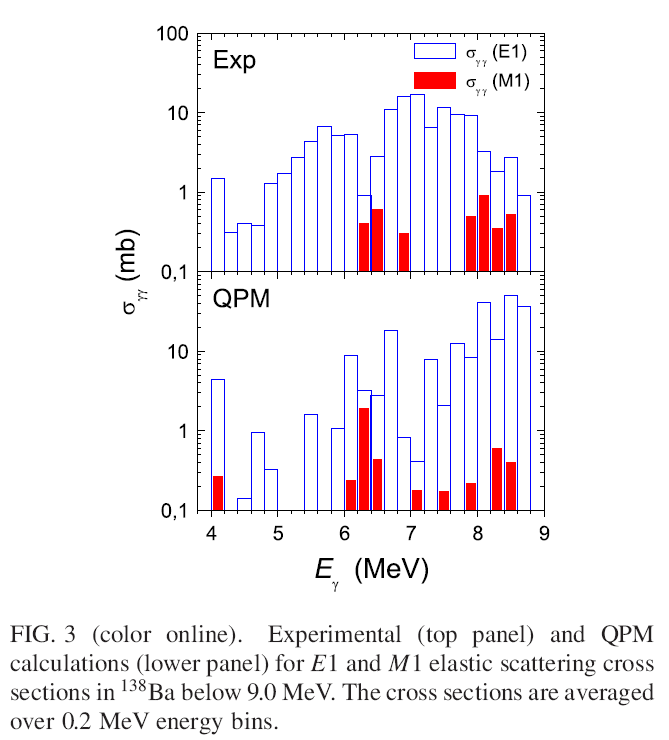 100
Exp
σγγ (E1)
σγγ (M1)
10
1
0,1
σγγ (mb)
QPM
10
1
0,1
4 5 6 7 8 9
Eγ (MeV)
FIG. 3 (color online). Experimental (top panel) and QPM
calculations (lower panel) for E1 and M1 elastic scattering cross
sections in ¹³⁸Ba below 9.0 MeV. The cross sections are averaged
over 0.2 MeV energy bins.